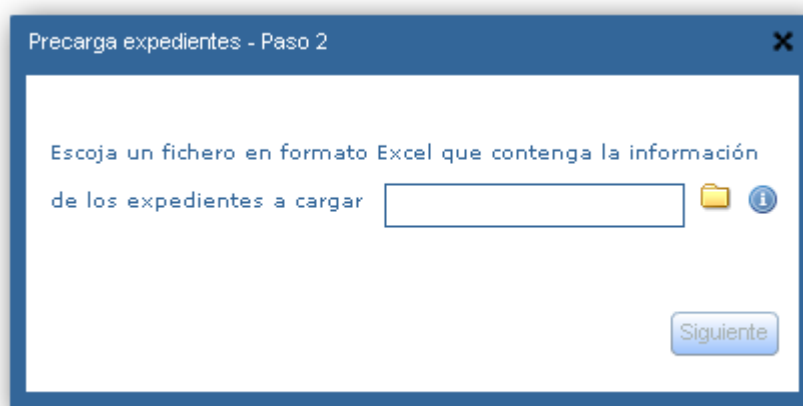 Precarga expedientes - Paso 2
Escoja un fichero en formato Excel que contenga la información
de los expedientes a cargar
Siguiente